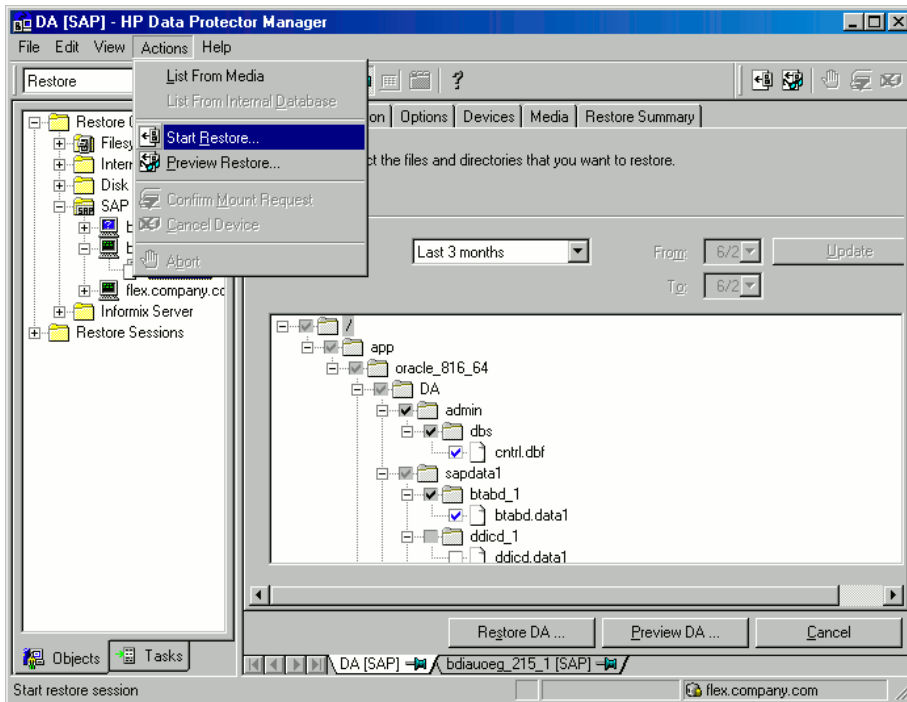 DA [SAP] - HP Data Protector Manager
File Edit View Actions Help
Restore
List From Media
List From Internal Database
Start Restore...
Preview Restore...
Confirm Mount Request
Cancel Device
Abort
Options Devices Media Restore Summary
the files and directories that you want to restore.
Last 3 months
From: 6/2
Update
To: 6/2
Restore
Disk
SAP
flex.company.cc
Informix Server
Restore Sessions
/
app
oracle_816_64
DA
admin
dbs
cntrl.dbf
sapdata1
btabd_1
btabd.data1
ddicd_1
ddicd.data1
Restore DA ...
Preview DA ...
Cancel
Objects Tasks
DA [SAP] bdiauoeg_215_1 [SAP]
Start restore session
flex.company.com